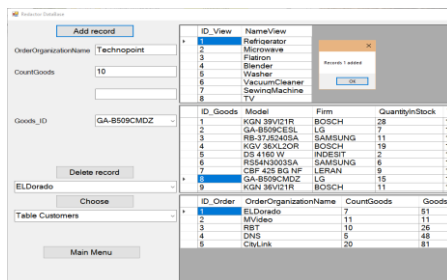 Redactor DataBase
Add record
OrderOrganizationName Technopoint
CountGoods 10
Goods_ID GA-B509CMDZ
Delete record
ELDorado
Choose
Table Customers
Main Menu
ID_View NameView
1 Refrigerator
2 Microwave
3 Flatiron
4 Blender
5 Washer
6 VacuumCleaner
7 SewingMachine
8 TV
Records 1 added
OK
ID_Goods Model Firm QuantityInStock
1 KGN 39VI21R BOSCH 28
2 GA-B509CESL LG 7
3 RB-37J5240SA SAMSUNG 11
4 KGV 36XL2OR BOSCH 19
5 DS 4160 W INDESIT 2
6 RS54N3003SA SAMSUNG 6
7 CBF 425 BG NF LERAN 9
8 GA-B509CMDZ LG 15
9 KGN 36VI21R BOSCH 11
ID_Order OrderOrganizationName CountGoods Goods
1 ELDorado 7 51
2 MVideo 11 11
3 RBT 10 26
4 DNS 9 48
5 CityLink 20 81